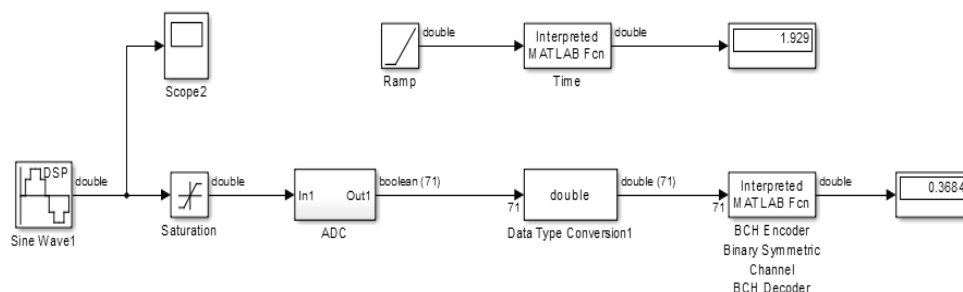 double
Interpreted
MATLAB Fcn
double
1.929
Scope2
Ramp
Time
DSP
double
double
In1
Out1
boolean (71)
71
double
double (71)
71
Interpreted
MATLAB Fcn
double
0.3684
Sine Wave1
Saturation
ADC
Data Type Conversion1
BCH Encoder
Binary Symmetric
Channel
BCH Decoder